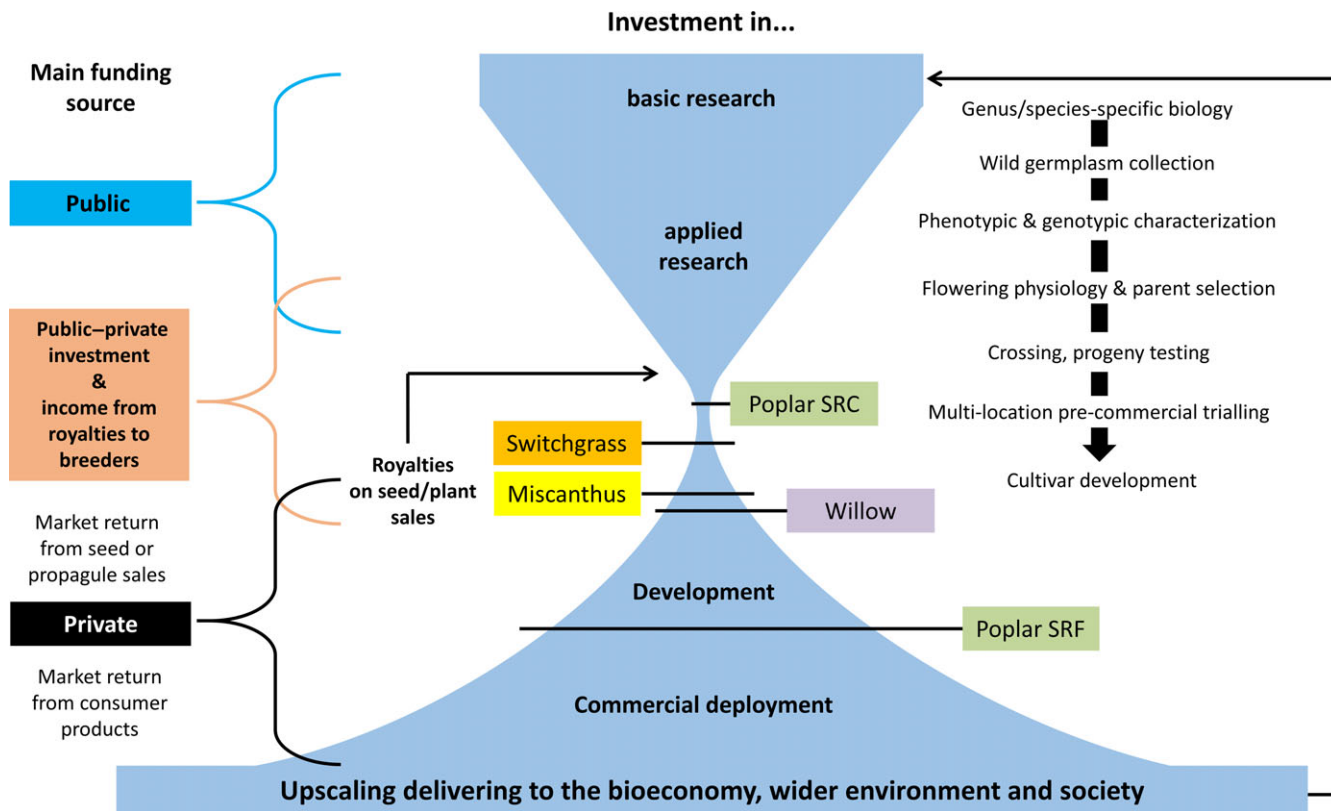 Investment in...
Main funding
source
Public
Public–private
investment
&
income from
royalties to
breeders
Market return
from seed or
propagule sales
Private
Market return
from consumer
products
Royalties
on seed/plant
sales
basic research
applied
research
Poplar SRC
Switchgrass
Miscanthus
Willow
Development
Poplar SRF
Commercial deployment
Upscaling delivering to the bioeconomy, wider environment and society
Genus/species-specific biology
Wild germplasm collection
Phenotypic & genotypic characterization
Flowering physiology & parent selection
Crossing, progeny testing
Multi-location pre-commercial trialling
Cultivar development